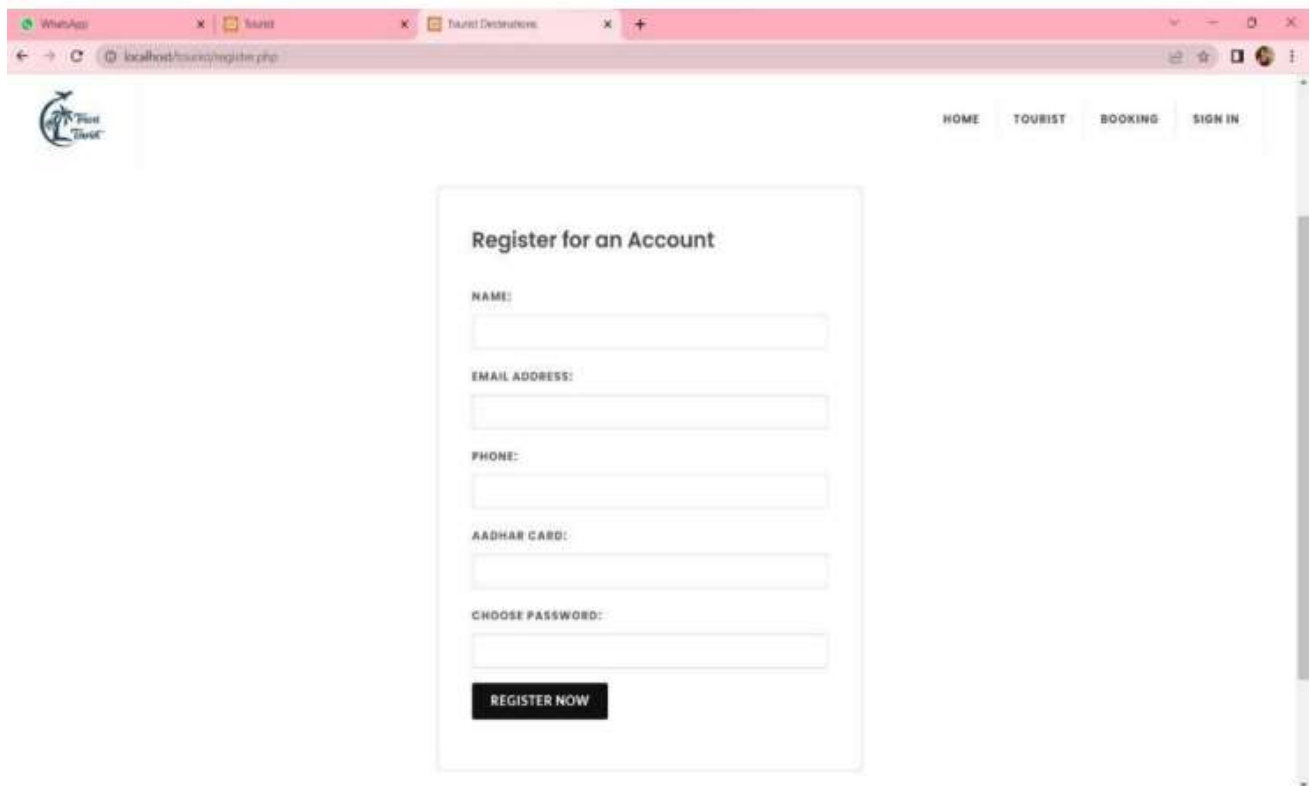 WhatsApp
Tourist
Tourist Destinations
localhost/tourist/register.php
Tourist
HOME
TOURIST
BOOKING
SIGN IN
Register for an Account
NAME:
EMAIL ADDRESS:
PHONE:
AADHAR CARD:
CHOOSE PASSWORD:
REGISTER NOW